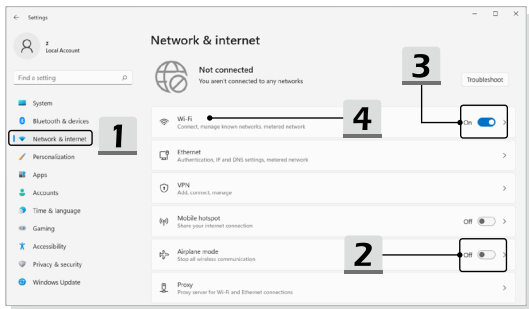 Settings
z
Local Account
Find a setting
System
Bluetooth & devices
Network & internet
Personalization
Apps
Accounts
Time & language
Gaming
Accessibility
Privacy & security
Windows Update
1
Network & internet
Not connected
You aren't connected to any networks
Troubleshoot
3
Wi-Fi
Connect, manage known networks, metered network
4
On
Ethernet
Authentication, IP and DNS settings, metered network
VPN
Add, connect, manage
Mobile hotspot
Share your internet connection
Off
Airplane mode
Stop all wireless communication
2
Off
Proxy
Proxy server for Wi-Fi and Ethernet connections